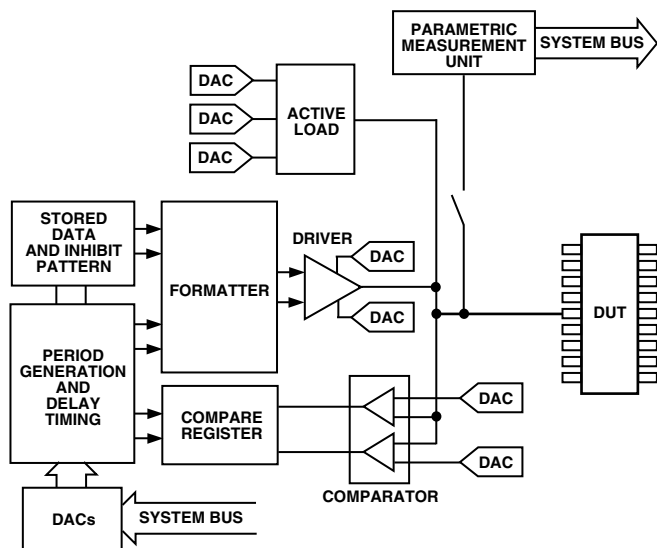 PARAMETRIC
MEASUREMENT
UNIT
SYSTEM BUS
DAC
DAC
DAC
ACTIVE
LOAD
STORED
DATA
AND INHIBIT
PATTERN
FORMATTER
DRIVER
DAC
DAC
DUT
PERIOD
GENERATION
AND
DELAY
TIMING
COMPARE
REGISTER
DAC
DAC
COMPARATOR
DACs
SYSTEM BUS